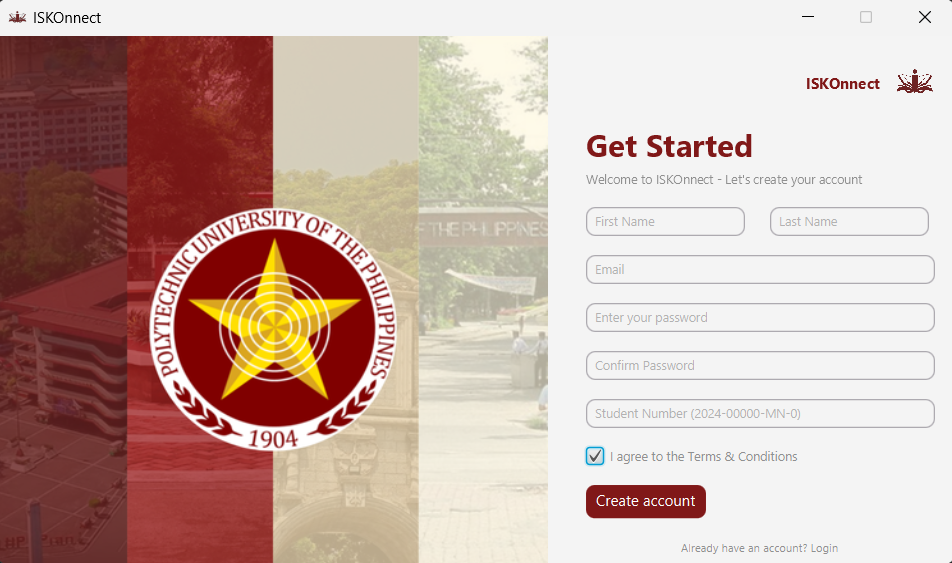 ISKOnnect
ISKOnnect
Get Started
Welcome to ISKOnnect - Let's create your account
First Name
Last Name
Email
Enter your password
Confirm Password
Student Number (2024-00000-MN-0)
I agree to the Terms & Conditions
Create account
Already have an account? Login
POLYTECHNIC UNIVERSITY OF THE PHILIPPINES
1904
OF THE PHILIPPINES